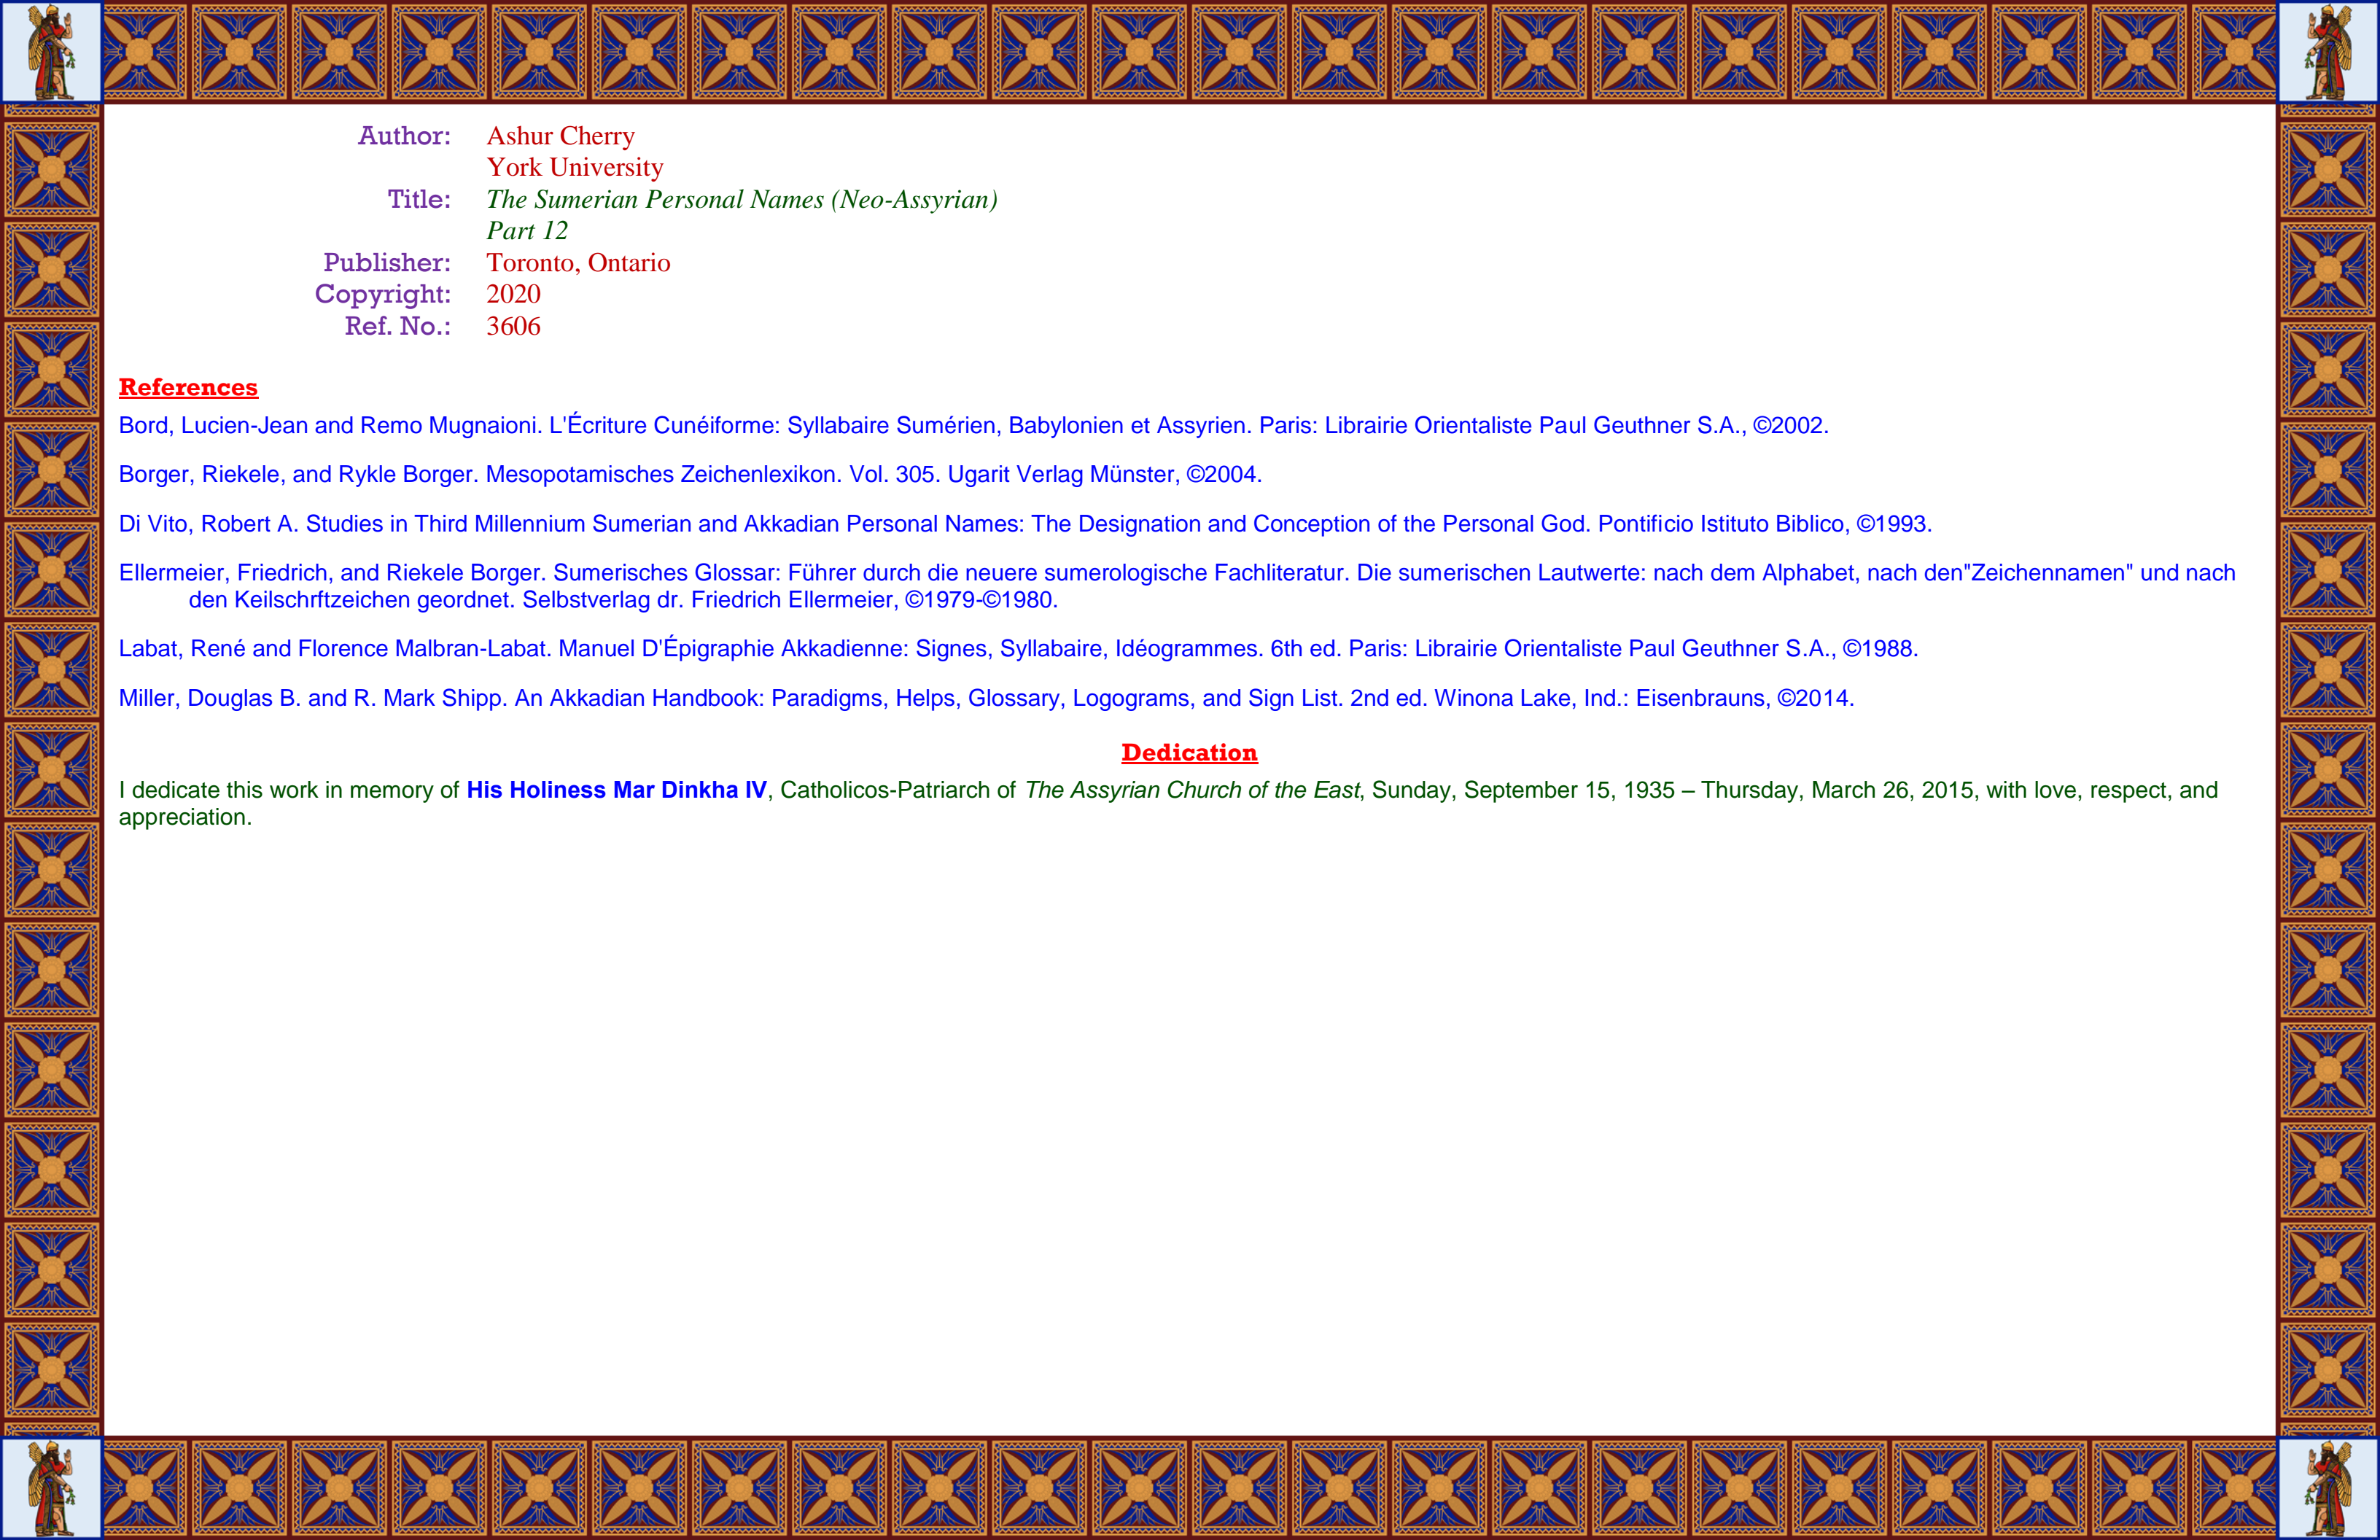 Author: Ashur Cherry
York University
Title: The Sumerian Personal Names (Neo-Assyrian)
Part 12
Publisher: Toronto, Ontario
Copyright: 2020
Ref. No.: 3606
References
Bord, Lucien-Jean and Remo Mugnaioni. L'Écriture Cunéiforme: Syllabaire Sumérien, Babylonien et Assyrien. Paris: Librairie Orientaliste Paul Geuthner S.A., ©2002.
Borger, Riekele, and Rykle Borger. Mesopotamisches Zeichenlexikon. Vol. 305. Ugarit Verlag Münster, ©2004.
Di Vito, Robert A. Studies in Third Millennium Sumerian and Akkadian Personal Names: The Designation and Conception of the Personal God. Pontificio Istituto Biblico, ©1993.
Ellermeier, Friedrich, and Riekele Borger. Sumerisches Glossar: Führer durch die neuere sumerologische Fachliteratur. Die sumerischen Lautwerte: nach dem Alphabet, nach den"Zeichennamen" und nach
den Keilschrftzeichen geordnet. Selbstverlag dr. Friedrich Ellermeier, ©1979-©1980.
Labat, René and Florence Malbran-Labat. Manuel D'Épigraphie Akkadienne: Signes, Syllabaire, Idéogrammes. 6th ed. Paris: Librairie Orientaliste Paul Geuthner S.A., ©1988.
Miller, Douglas B. and R. Mark Shipp. An Akkadian Handbook: Paradigms, Helps, Glossary, Logograms, and Sign List. 2nd ed. Winona Lake, Ind.: Eisenbrauns, ©2014.
Dedication
I dedicate this work in memory of His Holiness Mar Dinkha IV, Catholicos-Patriarch of The Assyrian Church of the East, Sunday, September 15, 1935 – Thursday, March 26, 2015, with love, respect, and
appreciation.